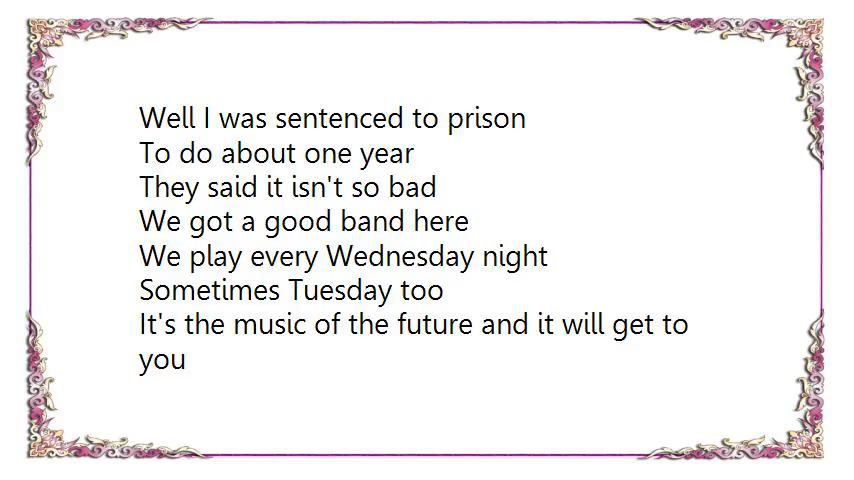 Well I was sentenced to prison
To do about one year
They said it isn't so bad
We got a good band here
We play every Wednesday night
Sometimes Tuesday too
It's the music of the future and it will get to
you